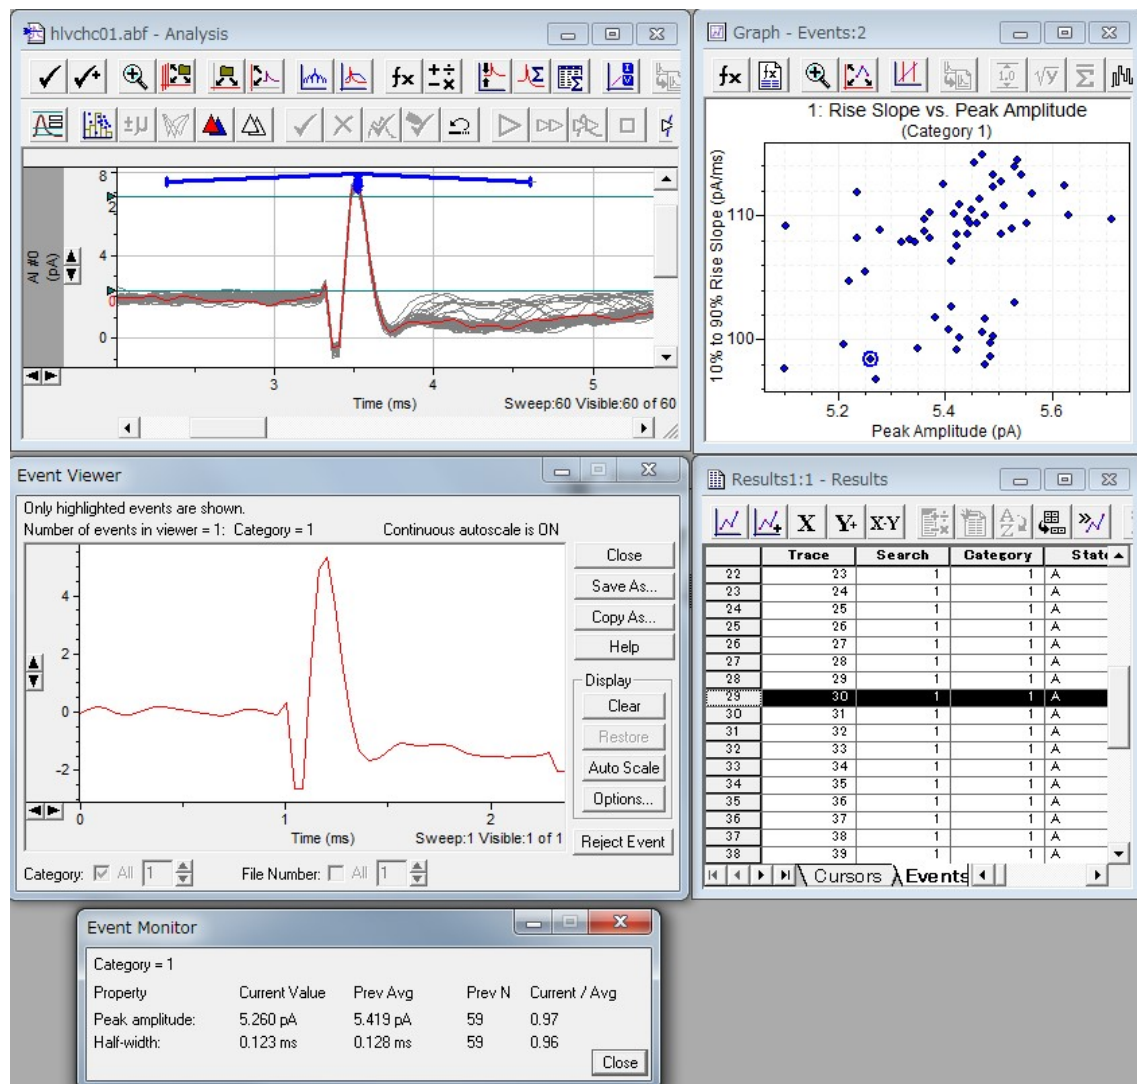 hlvchc01.abf - Analysis
fx
Σ
I
V
±μ
8
2
4
0
0
AI #0
(pA)
3
4
5
Time (ms)
Sweep:60 Visible:60 of 60
Graph - Events:2
fx
fx
1.0
√y
Σ
1: Rise Slope vs. Peak Amplitude
(Category 1)
10% to 90% Rise Slope (pA/ms)
110
100
5.2
5.4
5.6
Peak Amplitude (pA)
Event Viewer
Only highlighted events are shown.
Number of events in viewer = 1: Category = 1
Continuous autoscale is ON
4
2
0
-2
0
1
2
Time (ms)
Sweep:1 Visible:1 of 1
Category: All 1
File Number: All 1
Close
Save As...
Copy As...
Help
Display
Clear
Restore
Auto Scale
Options...
Reject Event
Results1:1 - Results
X Y+ X-Y
Trace Search Category State
22 23 1 1 A
23 24 1 1 A
24 25 1 1 A
25 26 1 1 A
26 27 1 1 A
27 28 1 1 A
28 29 1 1 A
29 30 1 1 A
30 31 1 1 A
31 32 1 1 A
32 33 1 1 A
33 34 1 1 A
34 35 1 1 A
35 36 1 1 A
36 37 1 1 A
37 38 1 1 A
38 39 1 1 A
Cursors Events
Event Monitor
Category = 1
Property Current Value Prev Avg Prev N Current / Avg
Peak amplitude: 5.260 pA 5.419 pA 59 0.97
Half-width: 0.123 ms 0.128 ms 59 0.96
Close